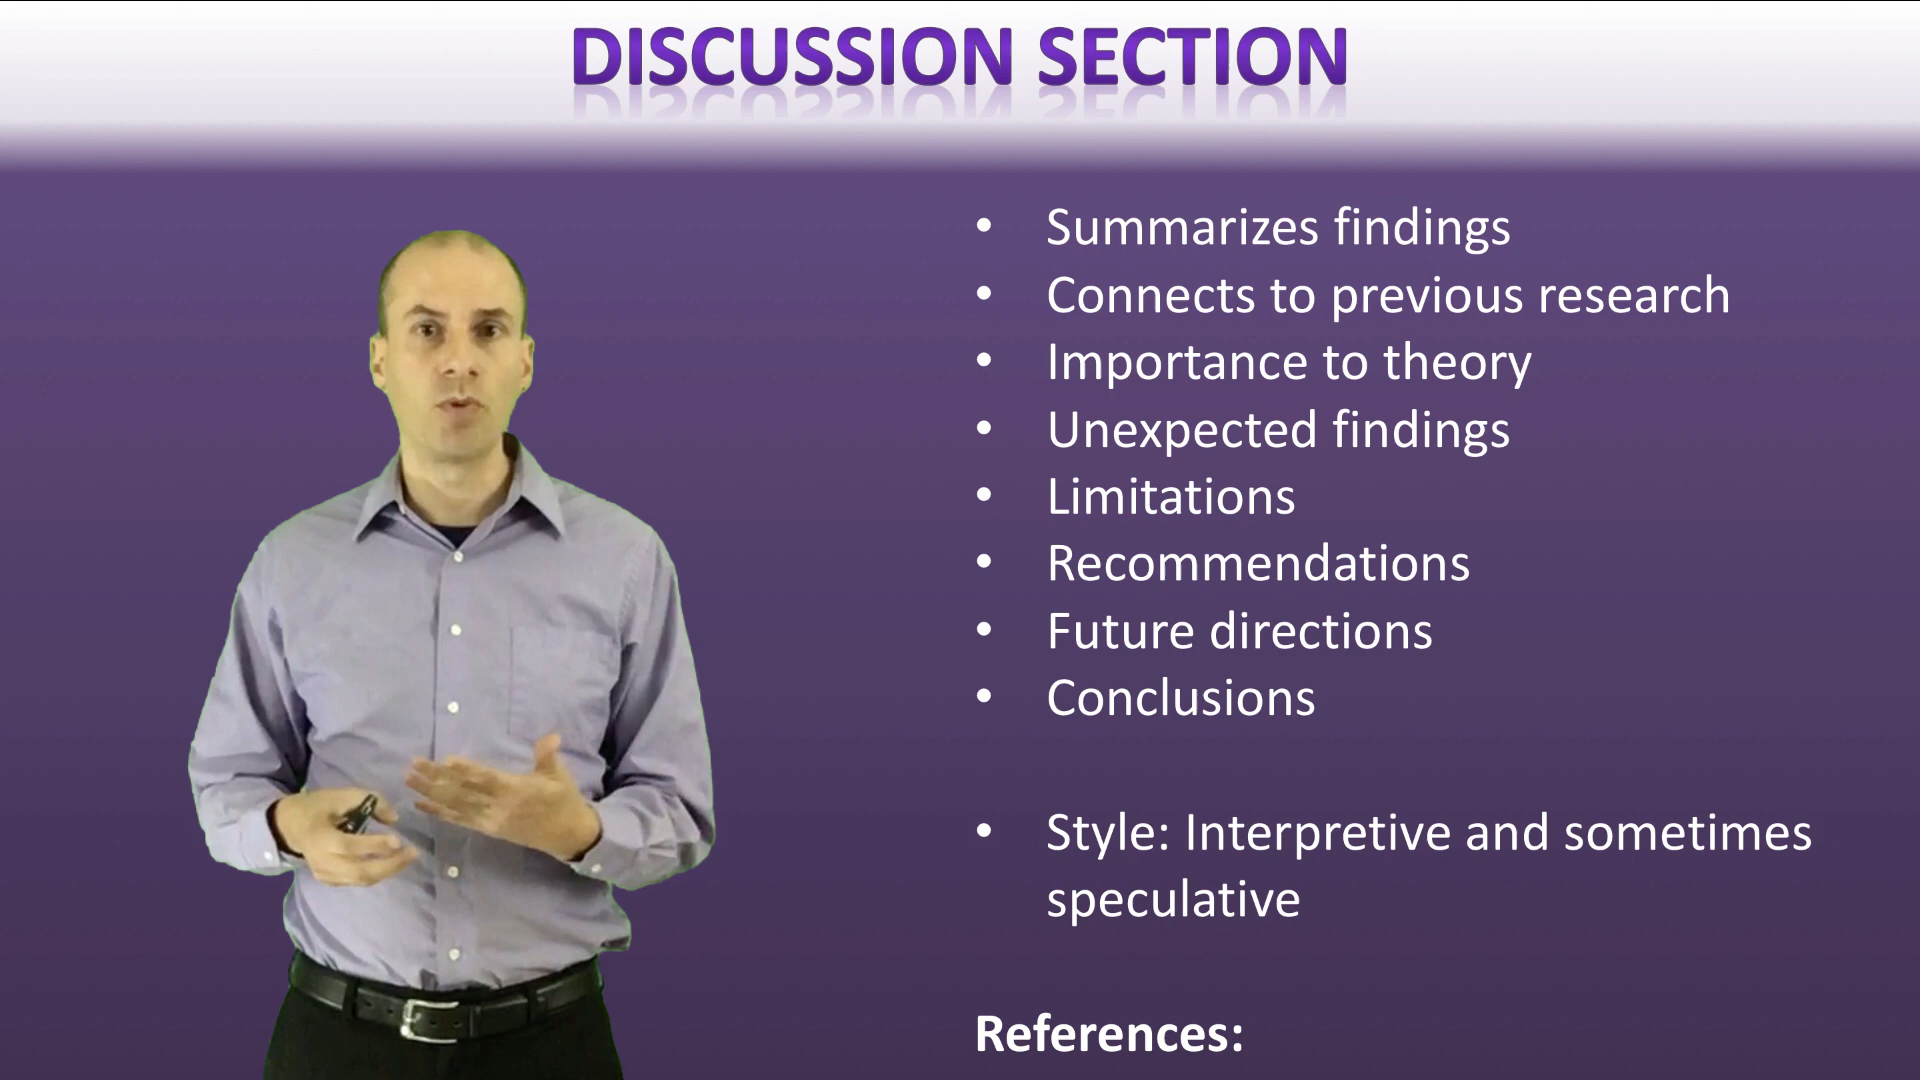 DISCUSSION SECTION
• Summarizes findings
• Connects to previous research
• Importance to theory
• Unexpected findings
• Limitations
• Recommendations
• Future directions
• Conclusions
• Style: Interpretive and sometimes
speculative
References: